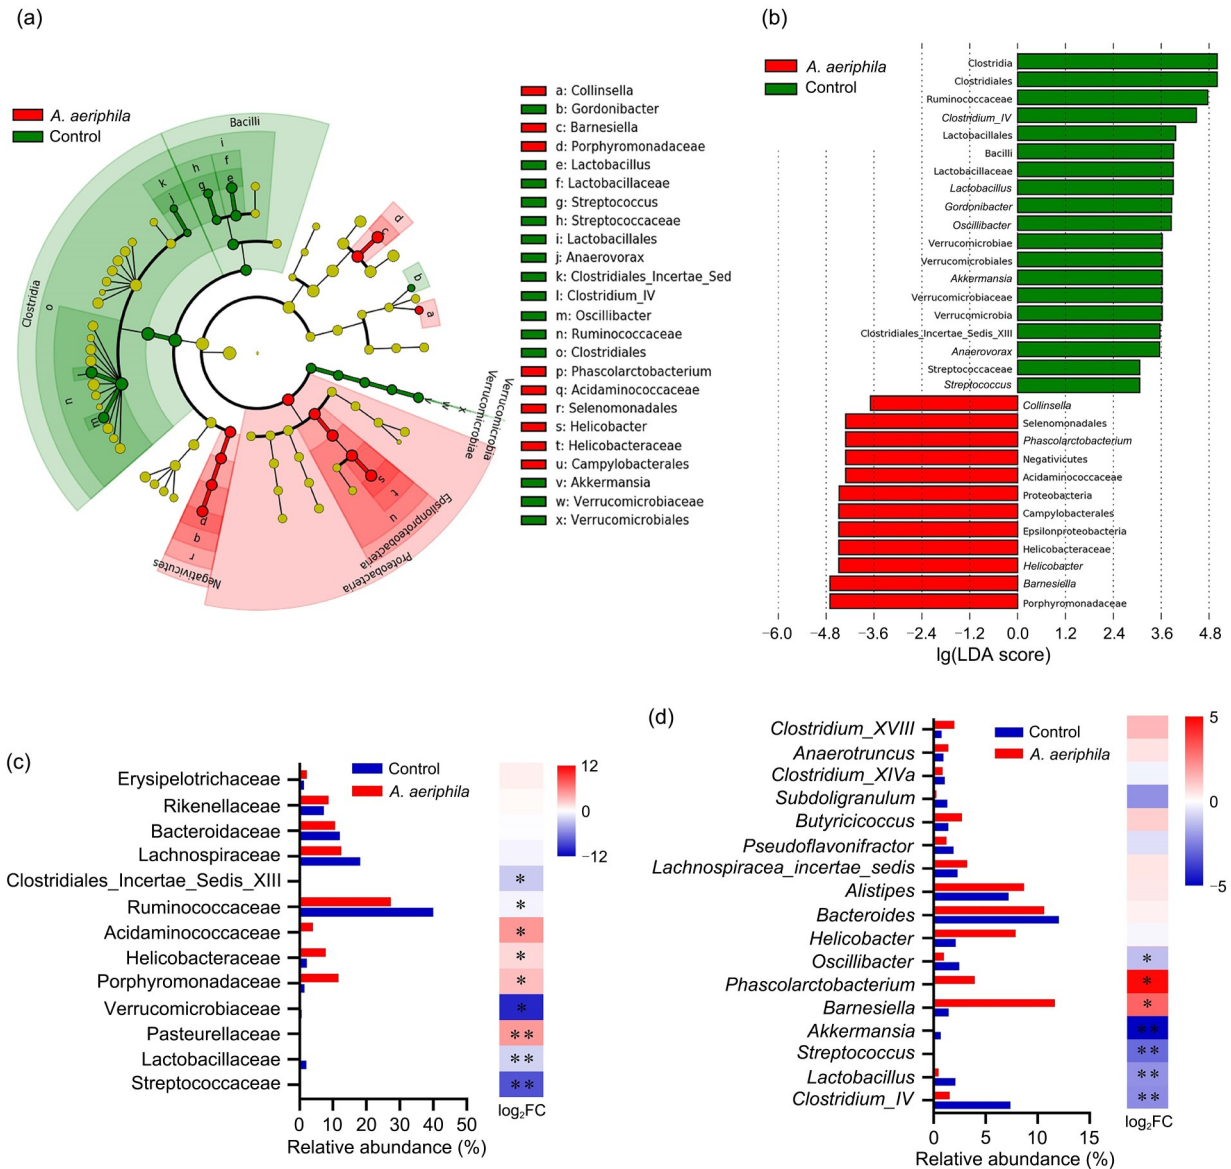 (a)
A. aeriphila
Control
Bacilli
i
h
f
k
g
e
j
Clostridia
o
l
n
m
d
c
b
a
v
w
x
Verrucomicrobia
Verrucomicrobiae
s
t
u
Epsilonproteobacteria
Proteobacteria
p
q
r
Negativicutes
a: Collinsella
b: Gordonibacter
c: Barnesiella
d: Porphyromonadaceae
e: Lactobacillus
f: Lactobacillaceae
g: Streptococcus
h: Streptococcaceae
i: Lactobacillales
j: Anaerovorax
k: Clostridiales_Incertae_Sed
l: Clostridium_IV
m: Oscillibacter
n: Ruminococcaceae
o: Clostridiales
p: Phascolarctobacterium
q: Acidaminococcaceae
r: Selenomonadales
s: Helicobacter
t: Helicobacteraceae
u: Campylobacterales
v: Akkermansia
w: Verrucomicrobiaceae
x: Verrucomicrobiales
(b)
A. aeriphila
Control
Clostridia
Clostridiales
Ruminococcaceae
Clostridium_IV
Lactobacillales
Bacilli
Lactobacillaceae
Lactobacillus
Gordonibacter
Oscillibacter
Verrucomicrobiae
Verrucomicrobiales
Akkermansia
Verrucomicrobiaceae
Verrucomicrobia
Clostridiales_Incertae_Sedis_XIII
Anaerovorax
Streptococcaceae
Streptococcus
Collinsella
Selenomonadales
Phascolarctobacterium
Negativicutes
Acidaminococcaceae
Proteobacteria
Campylobacterales
Epsilonproteobacteria
Helicobacteraceae
Helicobacter
Barnesiella
Porphyromonadaceae
−6.0 −4.8 −3.6 −2.4 −1.2 0.0 1.2 2.4 3.6 4.8
lg(LDA score)
(c)
Control
A. aeriphila
Erysipelotrichaceae
Rikenellaceae
Bacteroidaceae
Lachnospiraceae
Clostridiales_Incertae_Sedis_XIII *
Ruminococcaceae *
Acidaminococcaceae *
Helicobacteraceae *
Porphyromonadaceae *
Verrucomicrobiaceae *
Pasteurellaceae **
Lactobacillaceae **
Streptococcaceae **
12
0
−12
0 10 20 30 40 50
log₂FC
Relative abundance (%)
(d)
Control
A. aeriphila
Clostridium_XVIII
Anaerotruncus
Clostridium_XIVa
Subdoligranulum
Butyricicoccus
Pseudoflavonifractor
Lachnospiracea_incertae_sedis
Alistipes
Bacteroides
Helicobacter
Oscillibacter *
Phascolarctobacterium *
Barnesiella *
Akkermansia **
Streptococcus **
Lactobacillus **
Clostridium_IV **
5
0
−5
0 5 10 15
log₂FC
Relative abundance (%)